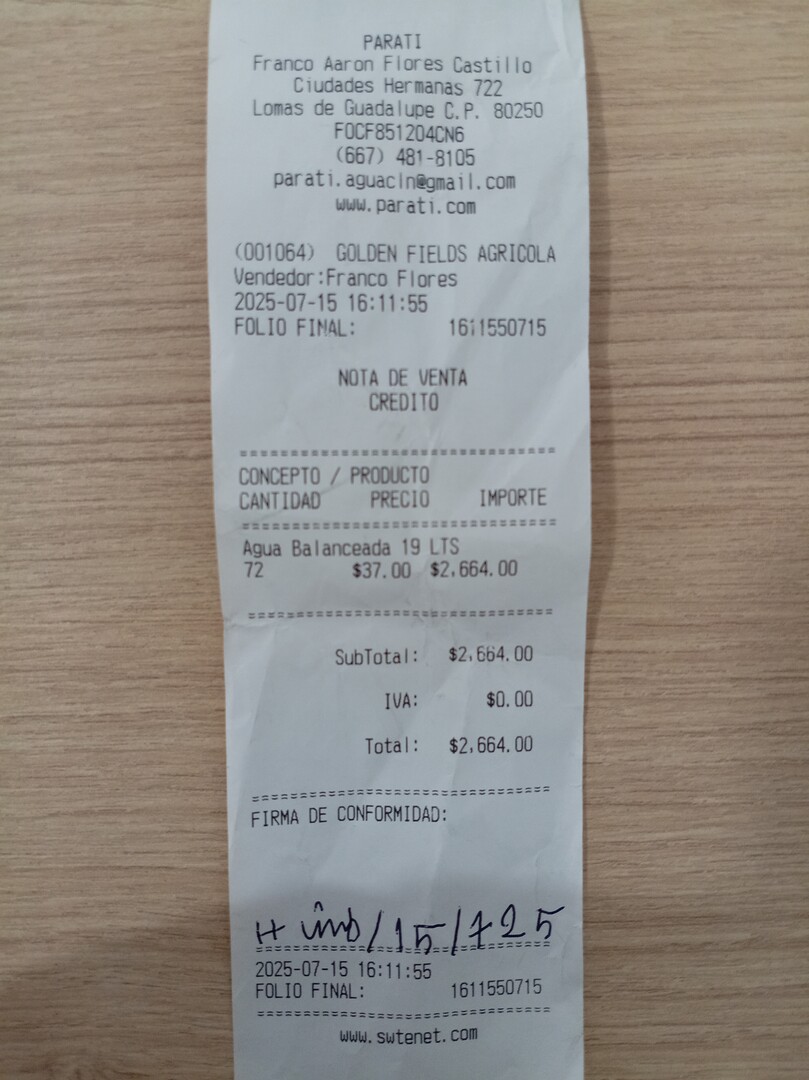 PARATI
Franco Aaron Flores Castillo
Ciudades Hermanas 722
Lomas de Guadalupe C.P. 80250
FOCF851204CN6
(667) 481-8105
parati.aguacln@gmail.com
www.parati.com
(001064) GOLDEN FIELDS AGRICOLA
Vendedor:Franco Flores
2025-07-15 16:11:55
FOLIO FINAL: 1611550715
NOTA DE VENTA
CREDITO
==============================
CONCEPTO / PRODUCTO
CANTIDAD PRECIO IMPORTE
==============================
Agua Balanceada 19 LTS
72 $37.00 $2,664.00
==============================
SubTotal: $2,664.00
IVA: $0.00
Total: $2,664.00
==============================
FIRMA DE CONFORMIDAD:
/15/725
==============================
2025-07-15 16:11:55
FOLIO FINAL: 1611550715
==============================
www.swtenet.com